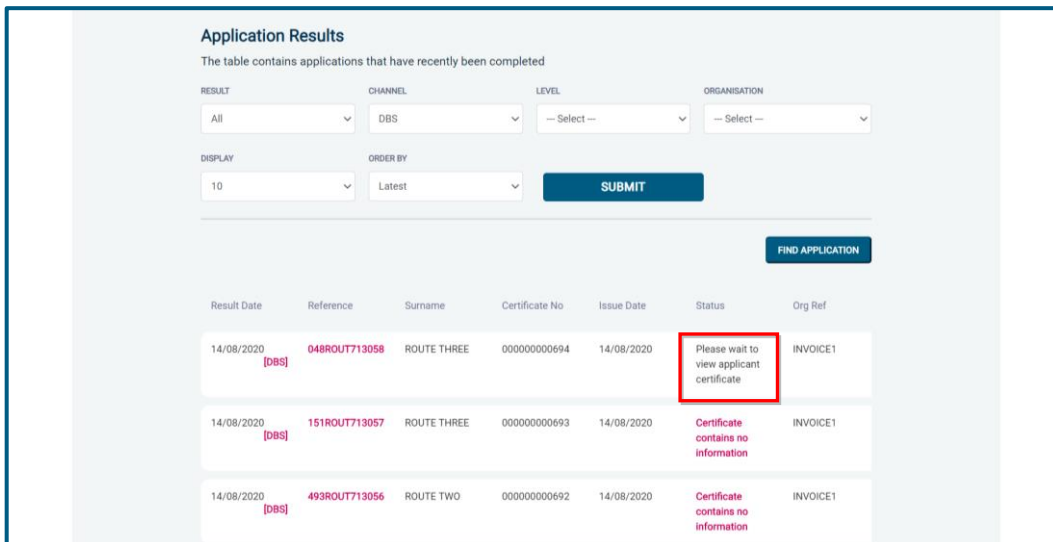 Application Results
The table contains applications that have recently been completed
RESULT CHANNEL LEVEL ORGANISATION
All DBS --- Select --- --- Select ---
DISPLAY ORDER BY
10 Latest SUBMIT
FIND APPLICATION
Result Date Reference Surname Certificate No Issue Date Status Org Ref
14/08/2020 048ROUT713058 ROUTE THREE 000000000694 14/08/2020 Please wait to INVOICE1
[DBS] view applicant
certificate
14/08/2020 151ROUT713057 ROUTE THREE 000000000693 14/08/2020 Certificate INVOICE1
[DBS] contains no
information
14/08/2020 493ROUT713056 ROUTE TWO 000000000692 14/08/2020 Certificate INVOICE1
[DBS] contains no
information